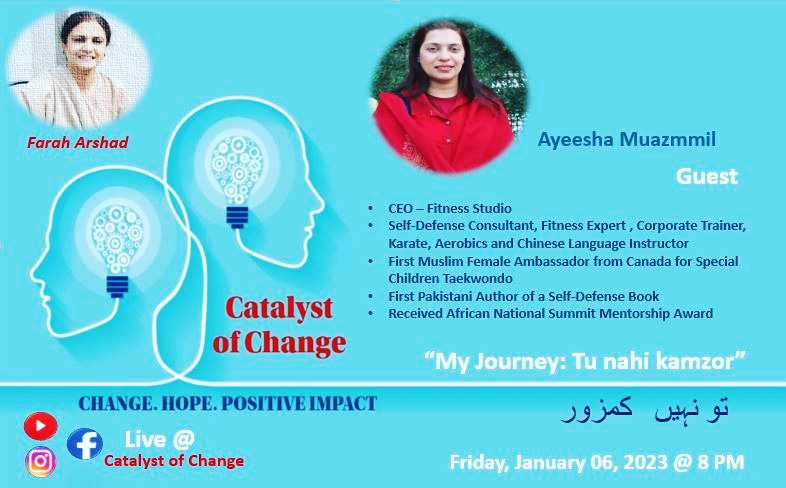 Farah Arshad
Ayeesha Muazmmil
Guest
• CEO – Fitness Studio
• Self-Defense Consultant, Fitness Expert , Corporate Trainer,
Karate, Aerobics and Chinese Language Instructor
• First Muslim Female Ambassador from Canada for Special
Children Taekwondo
• First Pakistani Author of a Self-Defense Book
• Received African National Summit Mentorship Award
Catalyst
of Change
“My Journey: Tu nahi kamzor”
CHANGE. HOPE. POSITIVE IMPACT
تو نہیں کمزور
Live @
Catalyst of Change
Friday, January 06, 2023 @ 8 PM